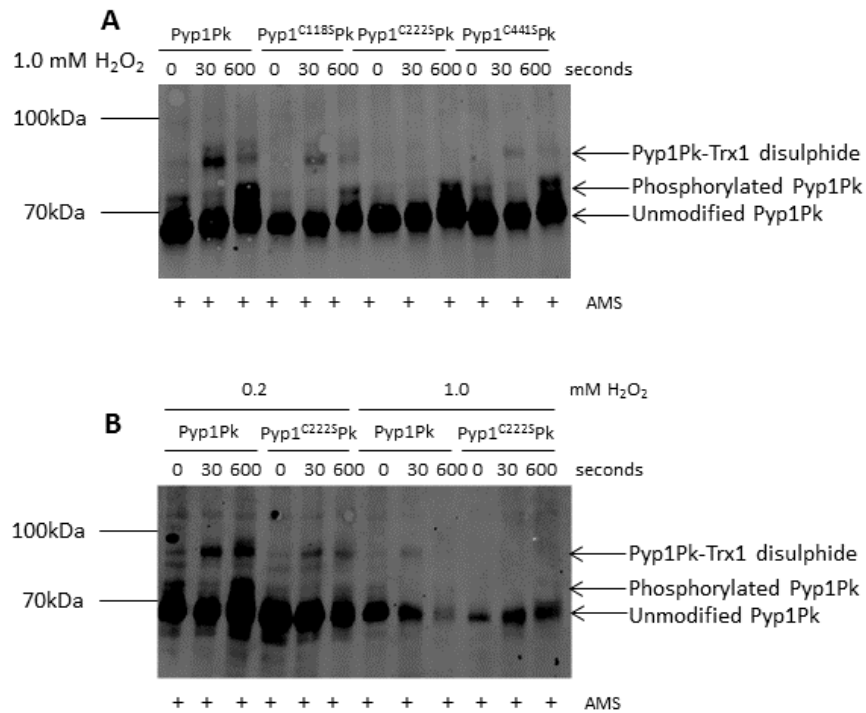 A
Pyp1Pk Pyp1C118SPk Pyp1C222SPk Pyp1C441SPk
1.0 mM H2O2 0 30 600 0 30 600 0 30 600 0 30 600 seconds
100kDa
Pyp1Pk-Trx1 disulphide
Phosphorylated Pyp1Pk
70kDa Unmodified Pyp1Pk
+ + + + + + + + + + + + AMS
0.2 1.0 mM H2O2
B
Pyp1Pk Pyp1C222SPk Pyp1Pk Pyp1C222SPk
0 30 600 0 30 600 0 30 600 0 30 600 seconds
100kDa
Pyp1Pk-Trx1 disulphide
Phosphorylated Pyp1Pk
70kDa Unmodified Pyp1Pk
+ + + + + + + + + + + + AMS